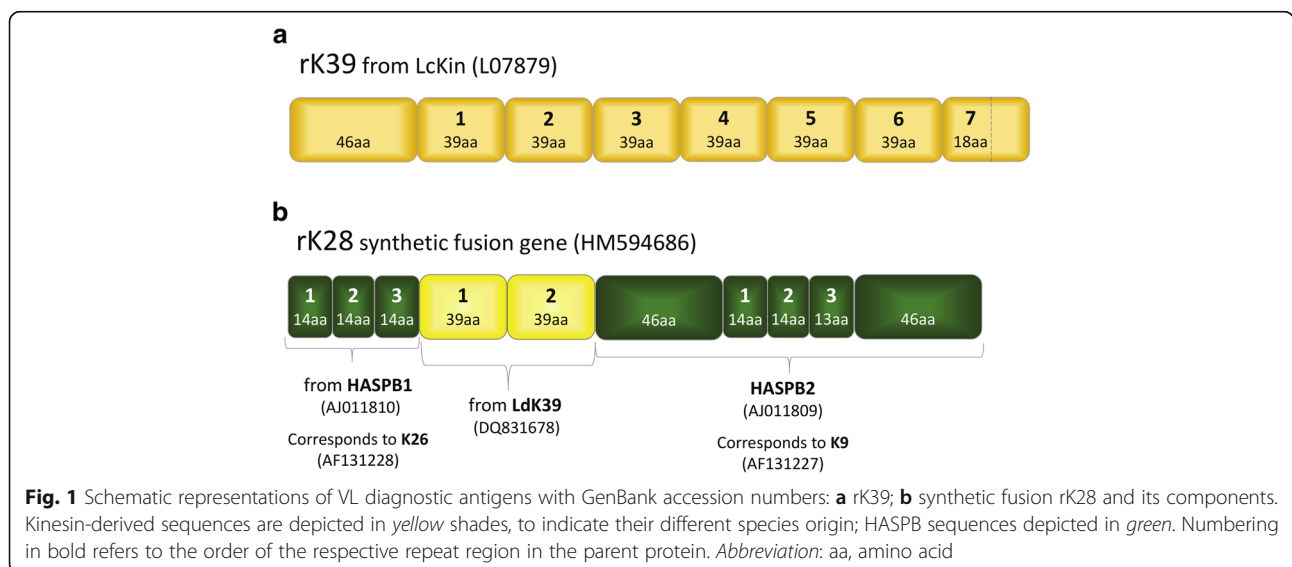 a
rK39 from LcKin (L07879)
1 2 3 4 5 6 7
46aa 39aa 39aa 39aa 39aa 39aa 39aa 18aa
b
rK28 synthetic fusion gene (HM594686)
1 2 3 1 2 1 2 3
14aa 14aa 14aa 39aa 39aa 46aa 14aa 14aa 13aa 46aa
from HASPB1
(AJ011810)
Corresponds to K26
(AF131228)
from LdK39
(DQ831678)
HASPB2
(AJ011809)
Corresponds to K9
(AF131227)
Fig. 1 Schematic representations of VL diagnostic antigens with GenBank accession numbers: a rK39; b synthetic fusion rK28 and its components.
Kinesin-derived sequences are depicted in yellow shades, to indicate their different species origin; HASPB sequences depicted in green. Numbering
in bold refers to the order of the respective repeat region in the parent protein. Abbreviation: aa, amino acid